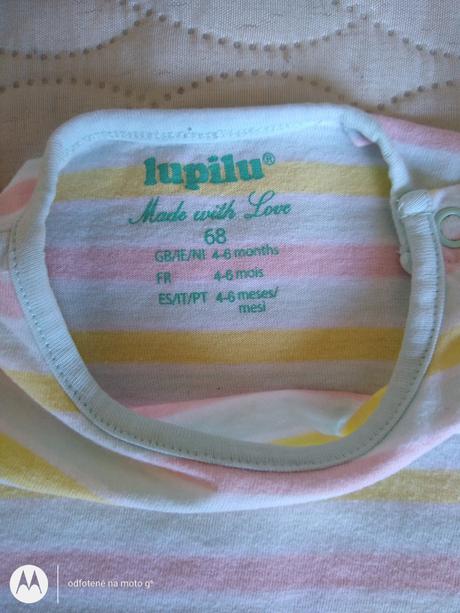 lupilu®
Made with Love
68
GB/IE/NI 4-6 months
FR 4-6 mois
ES/IT/PT 4-6 meses/
mesi
odfotené na moto g⁶